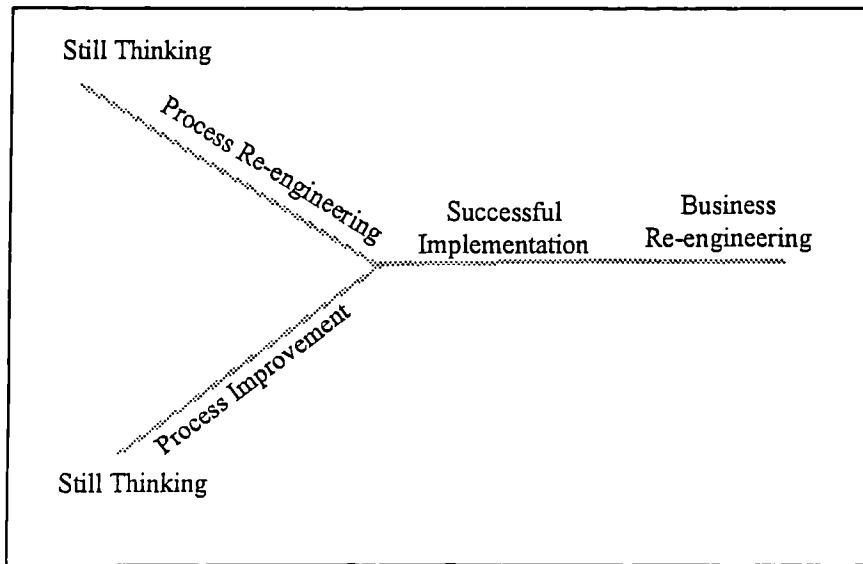 Still Thinking
Process Re-engineering
Successful
Implementation
Business
Re-engineering
Process Improvement
Still Thinking